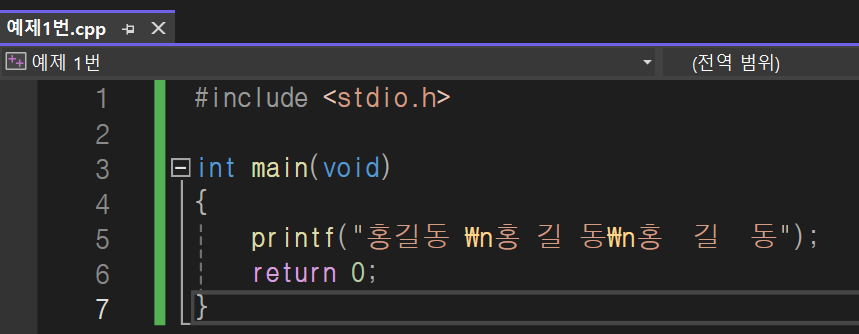 예제1번.cpp
예제 1번 (전역 범위)
1 #include <stdio.h>
2
3 int main(void)
4 {
5 printf("홍길동 ₩n홍 길 동₩n홍  길  동");
6 return 0;
7 }